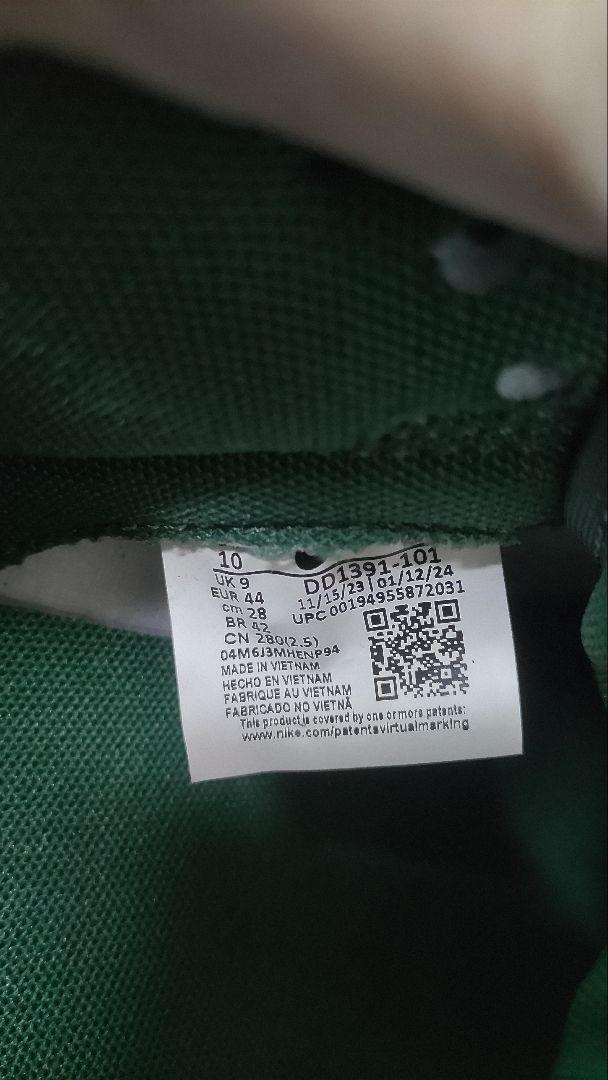 10
UK 9
EUR 44
cm 28
BR 42
CN 280(2.5)
DD1391-101
11/15/23 | 01/12/24
UPC 00194955872031
04M6J3MHENP94
MADE IN VIETNAM
HECHO EN VIETNAM
FABRIQUE AU VIETNAM
FABRICADO NO VIETNÃ
This product is covered by one or more patents:
www.nike.com/patentsvirtualmarking